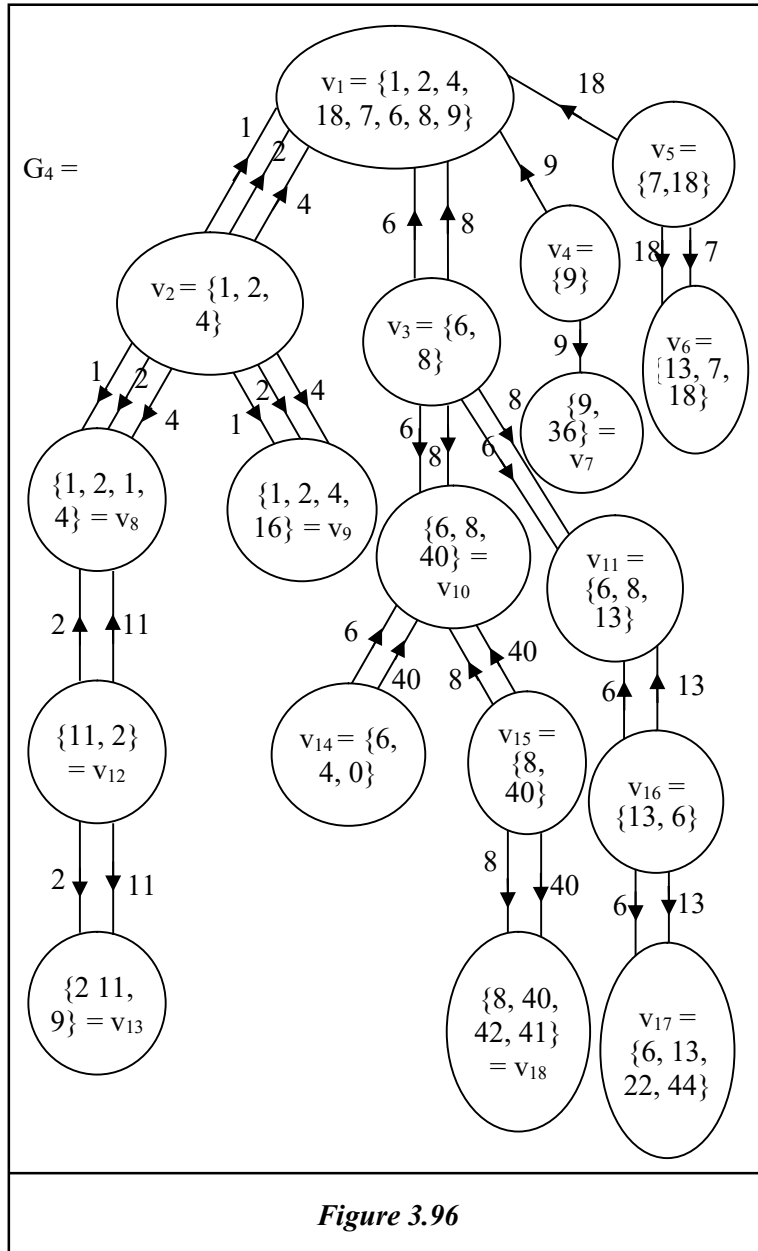 v₁ = {1, 2, 4,
18, 7, 6, 8, 9}
18
1
2
4
G₄ =
v₅ =
{7,18}
9
6
8
v₄ =
{9}
18
7
v₂ = {1, 2,
4}
v₃ = {6,
8}
9
v₆ =
{13, 7,
18}
1
2
4
1
2
4
6
8
6
8
{9,
36} =
v₇
{1, 2, 1,
4} = v₈
{1, 2, 4,
16} = v₉
{6, 8,
40} =
v₁₀
v₁₁ =
{6, 8,
13}
2
11
6
40
8
40
6
13
{11, 2}
= v₁₂
v₁₄ = {6,
4, 0}
v₁₅ =
{8,
40}
v₁₆ =
{13, 6}
2
11
8
40
6
13
{2 11,
9} = v₁₃
{8, 40,
42, 41}
= v₁₈
v₁₇ =
{6, 13,
22, 44}
Figure 3.96